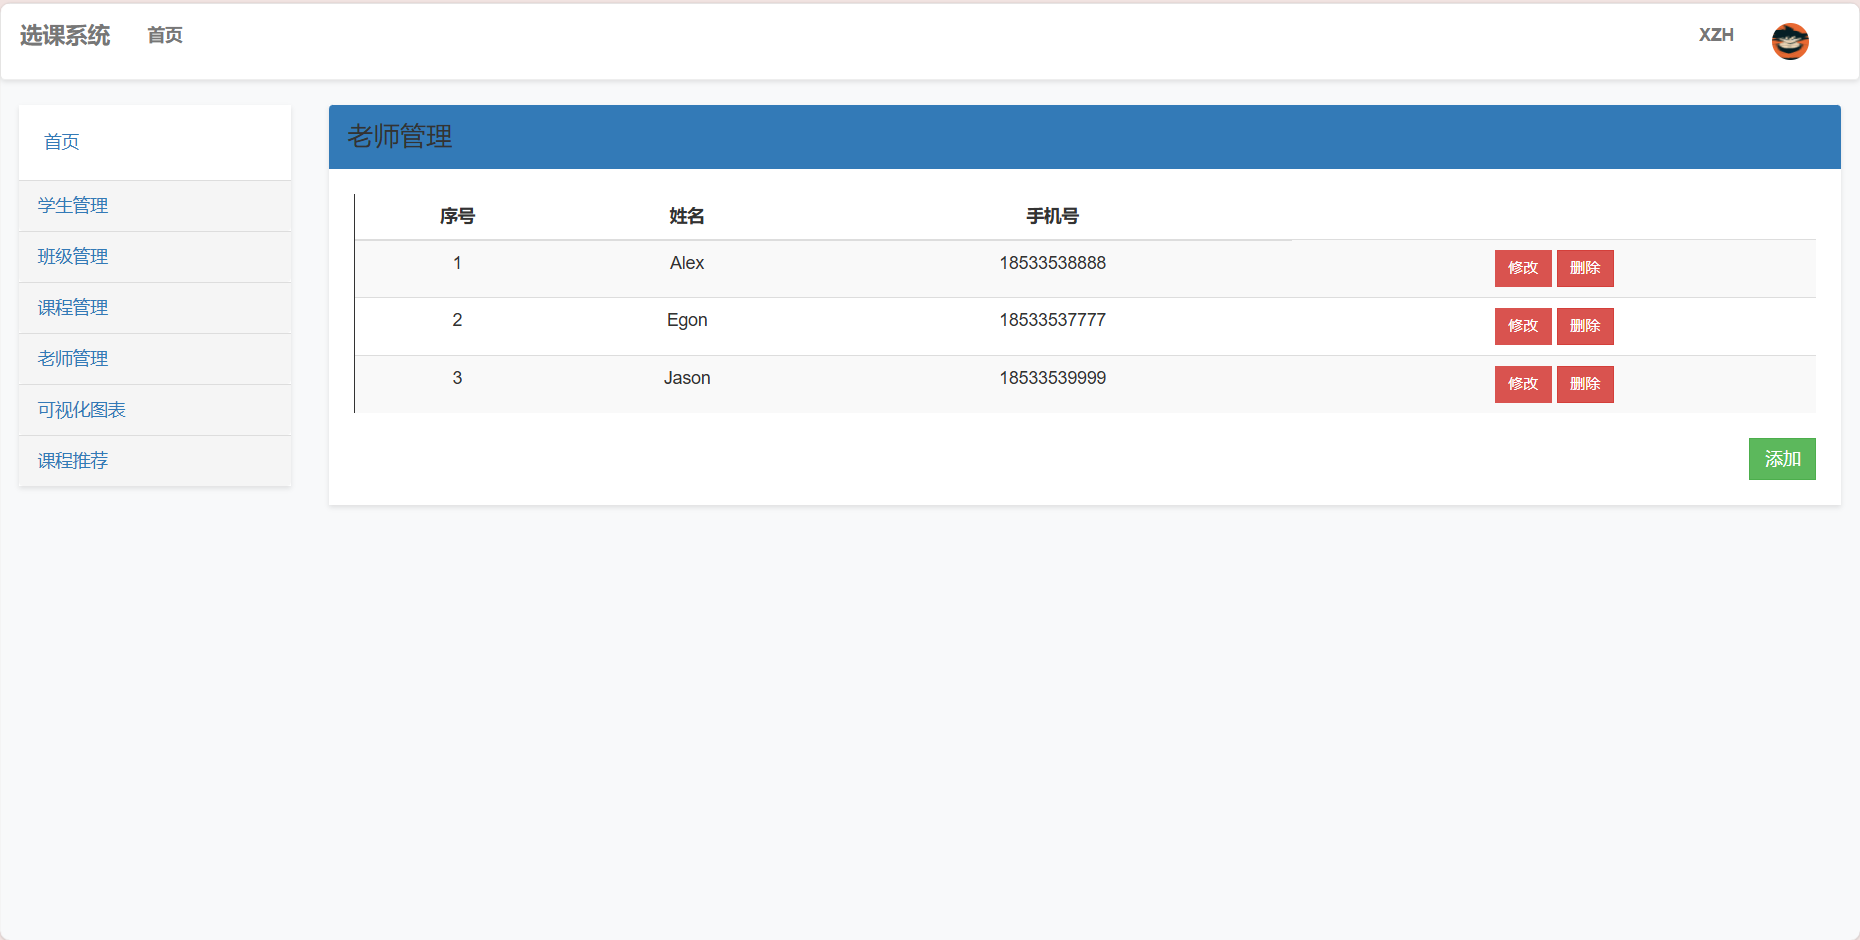 选课系统 首页 XZH
首页
学生管理
班级管理
课程管理
老师管理
可视化图表
课程推荐
老师管理
序号 姓名 手机号
1 Alex 18533538888 修改 删除
2 Egon 18533537777 修改 删除
3 Jason 18533539999 修改 删除
添加